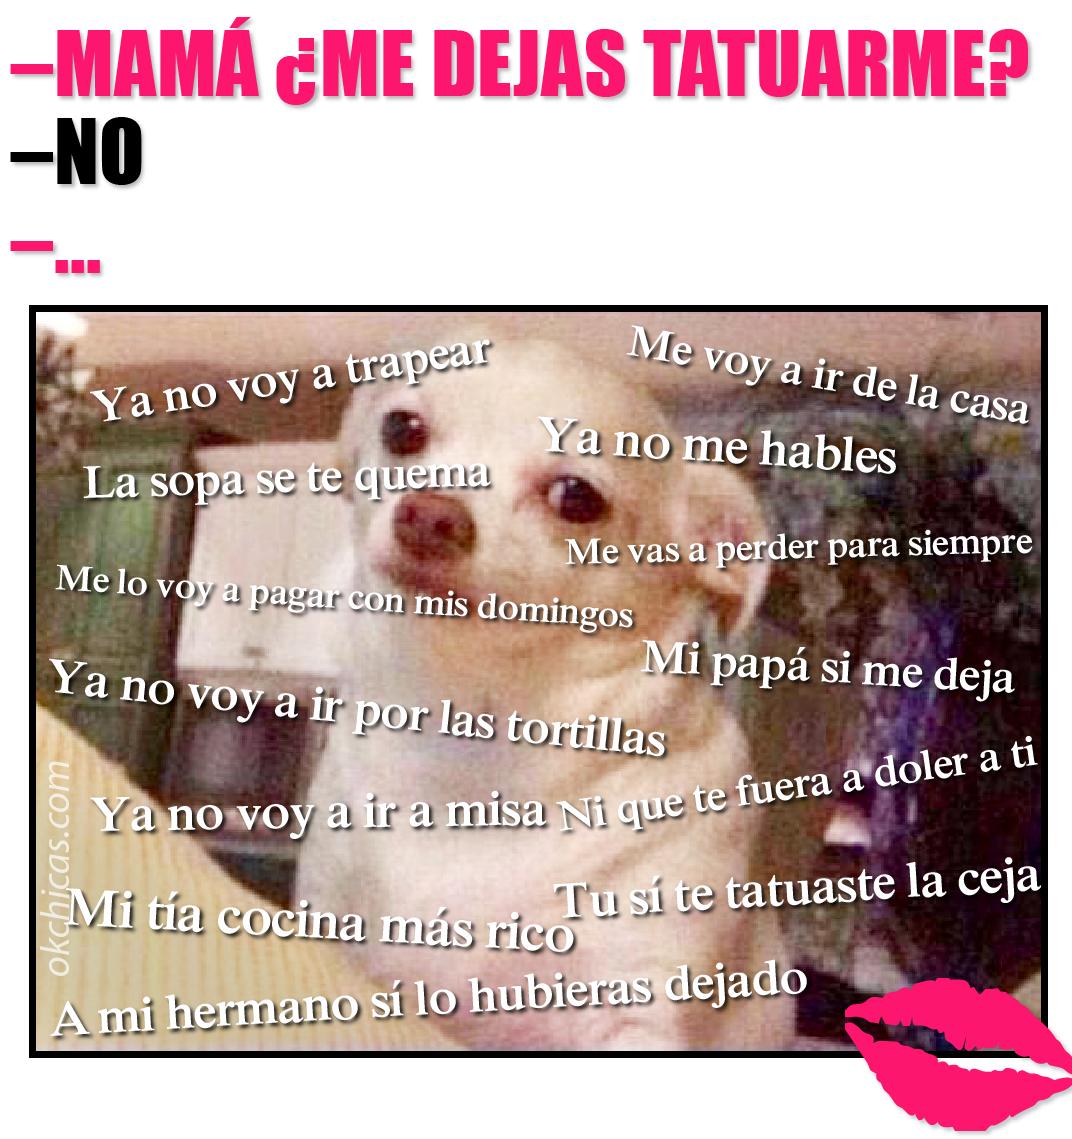 –MAMÁ ¿ME DEJAS TATUARME?
–NO
–...
Ya no voy a trapear
Me voy a ir de la casa
Ya no me hables
La sopa se te quema
Me vas a perder para siempre
Me lo voy a pagar con mis domingos
Mi papá si me deja
Ya no voy a ir por las tortillas
Ni que te fuera a doler a ti
Ya no voy a ir a misa
Tu sí te tatuaste la ceja
Mi tía cocina más rico
A mi hermano sí lo hubieras dejado
okchicas.com